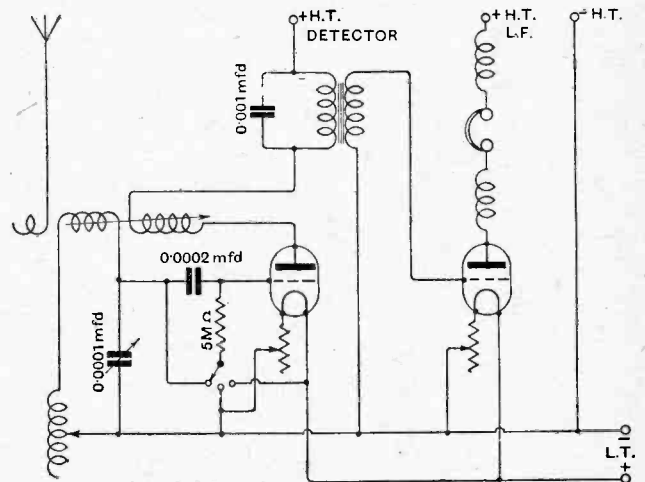 + H.T.
DETECTOR
+ H.T.
L.F.
- H.T.
0·001 mfd
0·0002 mfd
5MΩ
0·0001 mfd
-
L.T.
+